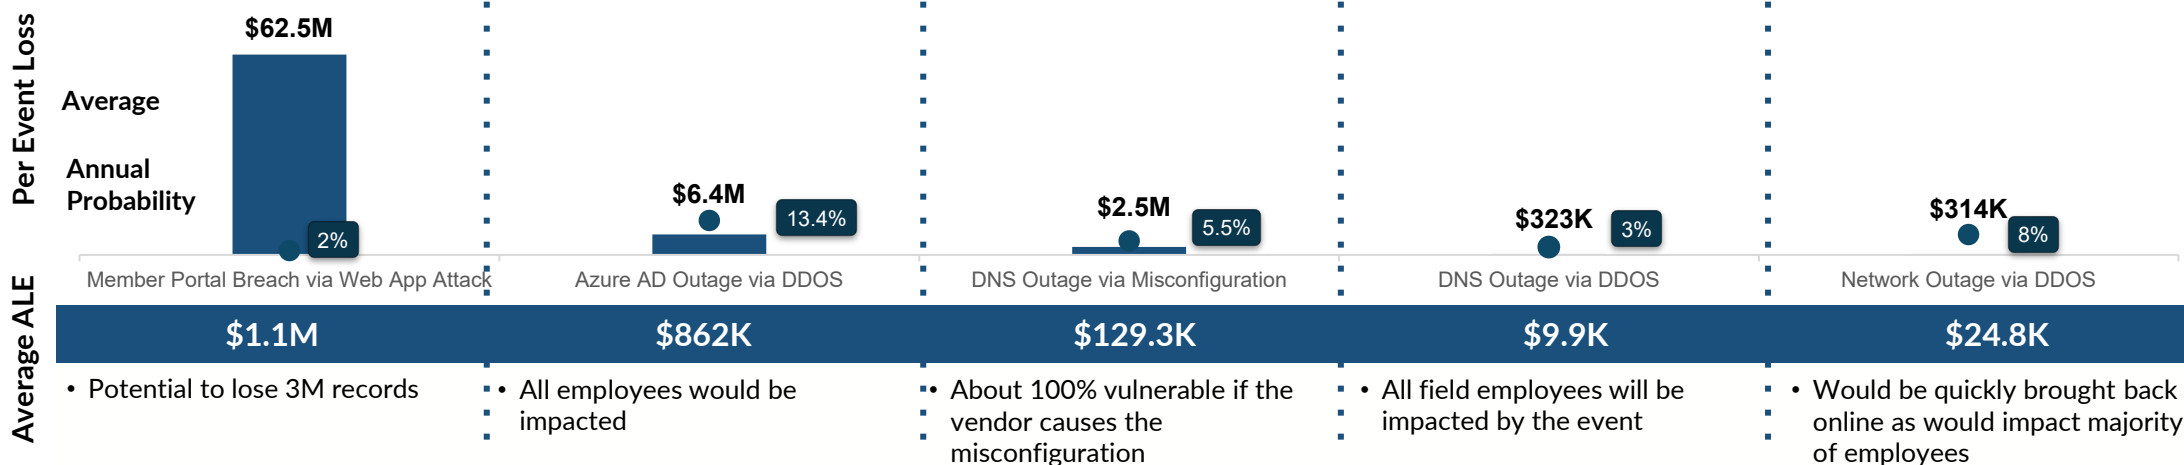 Per Event Loss
Average
Annual
Probability
$62.5M
2%
$6.4M
13.4%
$2.5M
5.5%
$323K
3%
$314K
8%
Member Portal Breach via Web App Attack
Azure AD Outage via DDOS
DNS Outage via Misconfiguration
DNS Outage via DDOS
Network Outage via DDOS
Average ALE
$1.1M
$862K
$129.3K
$9.9K
$24.8K
• Potential to lose 3M records
• All employees would be
impacted
• About 100% vulnerable if the
vendor causes the
misconfiguration
• All field employees will be
impacted by the event
• Would be quickly brought back
online as would impact majority
of employees